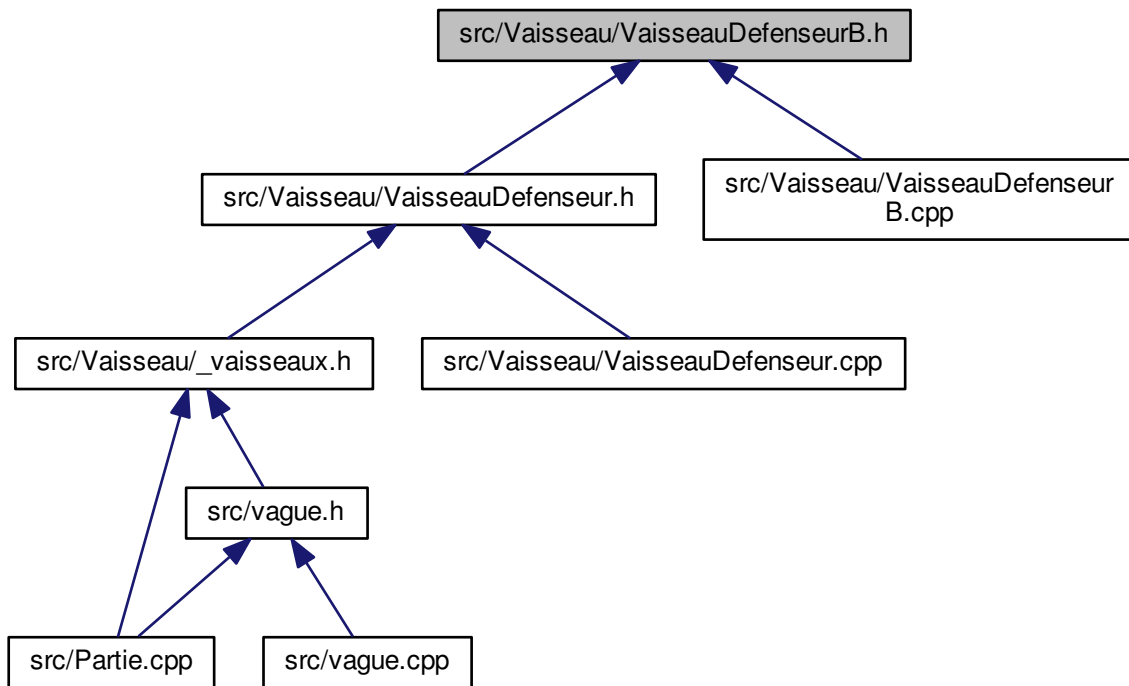 src/Vaisseau/VaisseauDefenseurB.h
src/Vaisseau/VaisseauDefenseur.h
src/Vaisseau/VaisseauDefenseur
B.cpp
src/Vaisseau/_vaisseaux.h
src/Vaisseau/VaisseauDefenseur.cpp
src/vague.h
src/Partie.cpp
src/vague.cpp